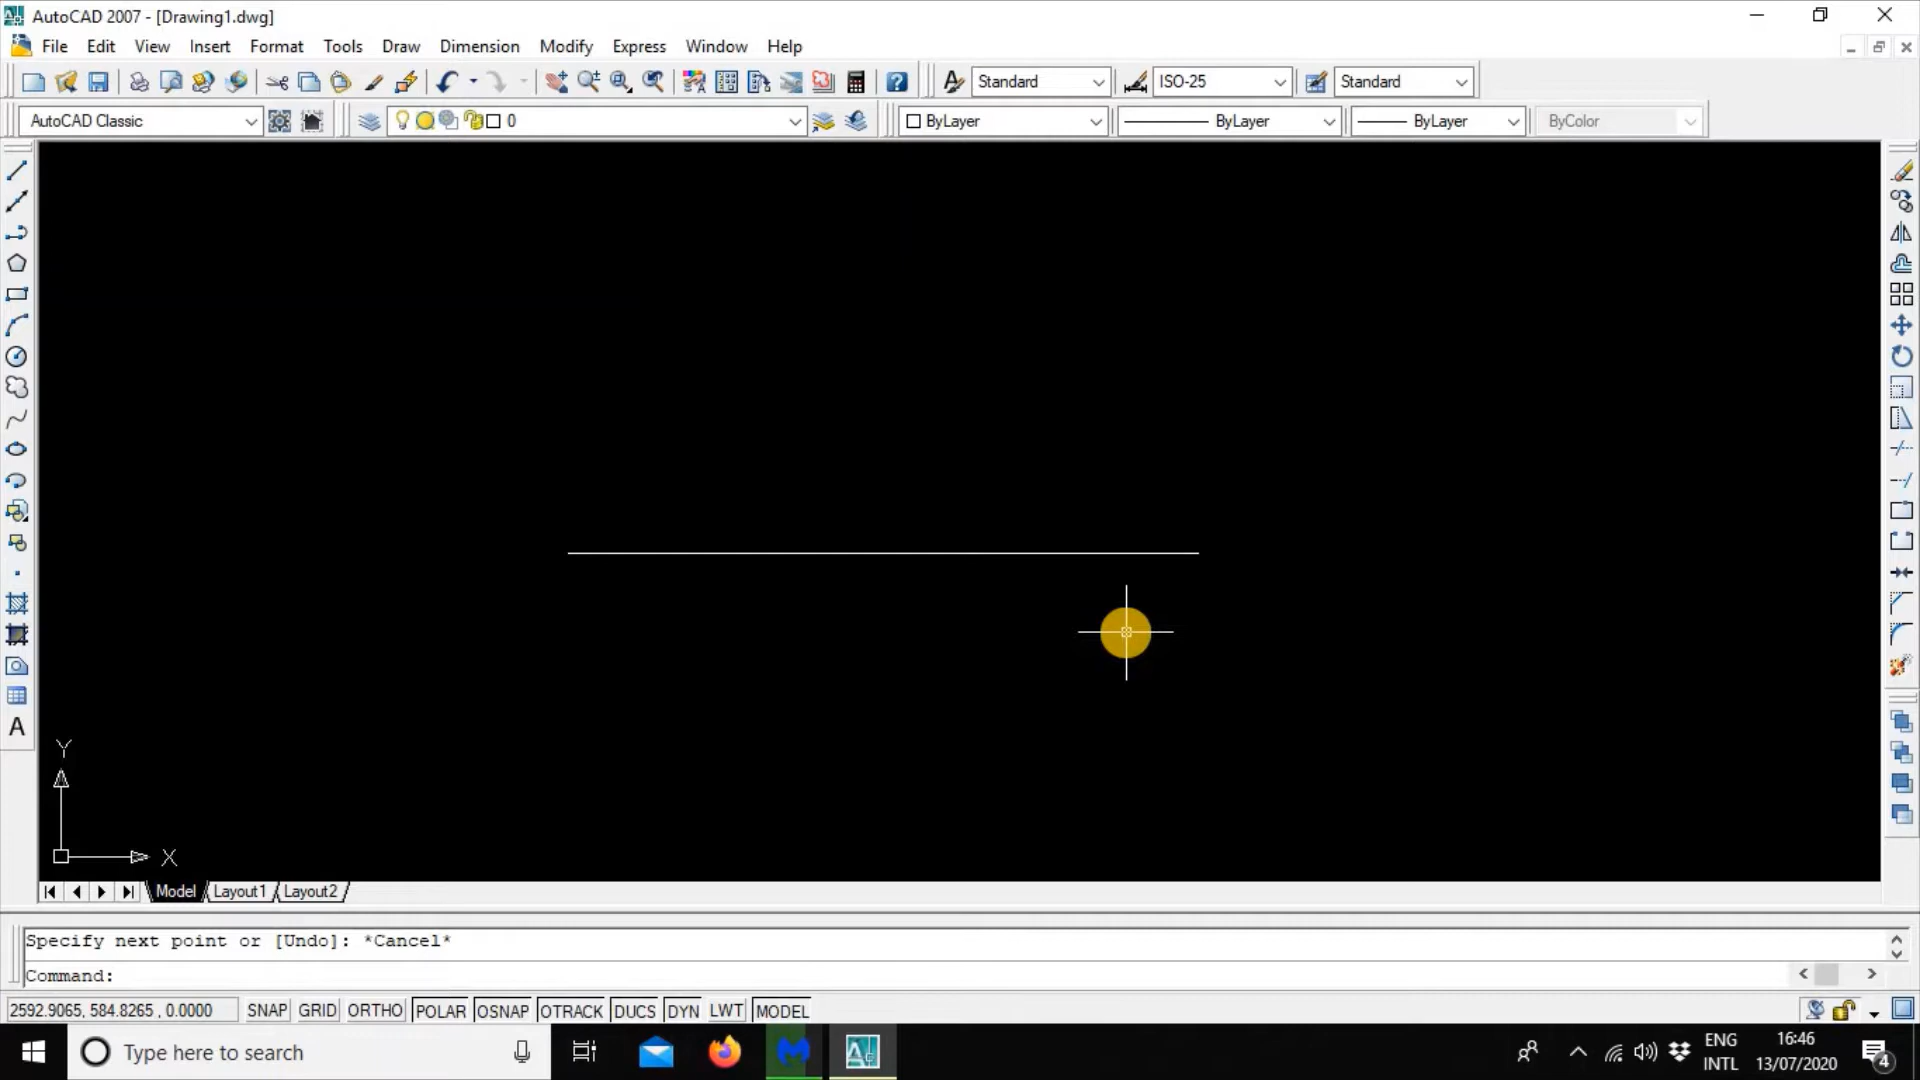 AutoCAD 2007 - [Drawing1.dwg]
File Edit View Insert Format Tools Draw Dimension Modify Express Window Help
Standard ISO-25 Standard
AutoCAD Classic 0 ByLayer ByLayer ByLayer ByColor
A
Y
X
Model Layout1 Layout2
Specify next point or [Undo]: *Cancel*
Command:
2592.9065, 584.8265 , 0.0000 SNAP GRID ORTHO POLAR OSNAP OTRACK DUCS DYN LWT MODEL
Type here to search ENG 16:46
INTL 13/07/2020 4